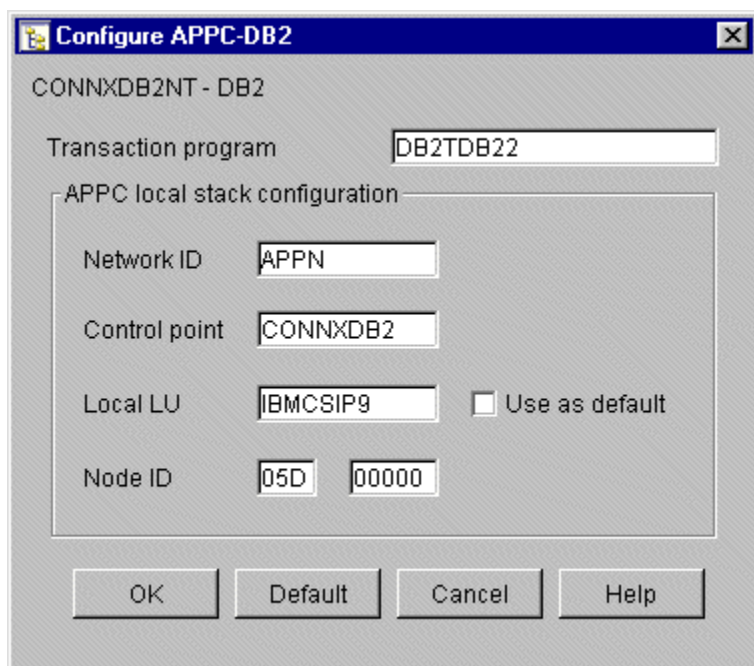 Configure APPC-DB2
CONNXDB2NT - DB2
Transaction program DB2TDB22
APPC local stack configuration
Network ID APPN
Control point CONNXDB2
Local LU IBMCSIP9 Use as default
Node ID 05D 00000
OK Default Cancel Help